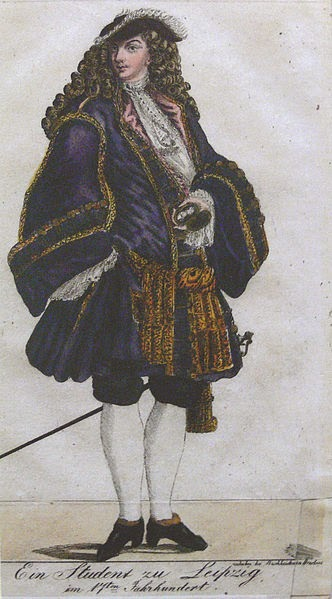 Ein Student zu Leipzig.
im 17ten Jahrhundert.